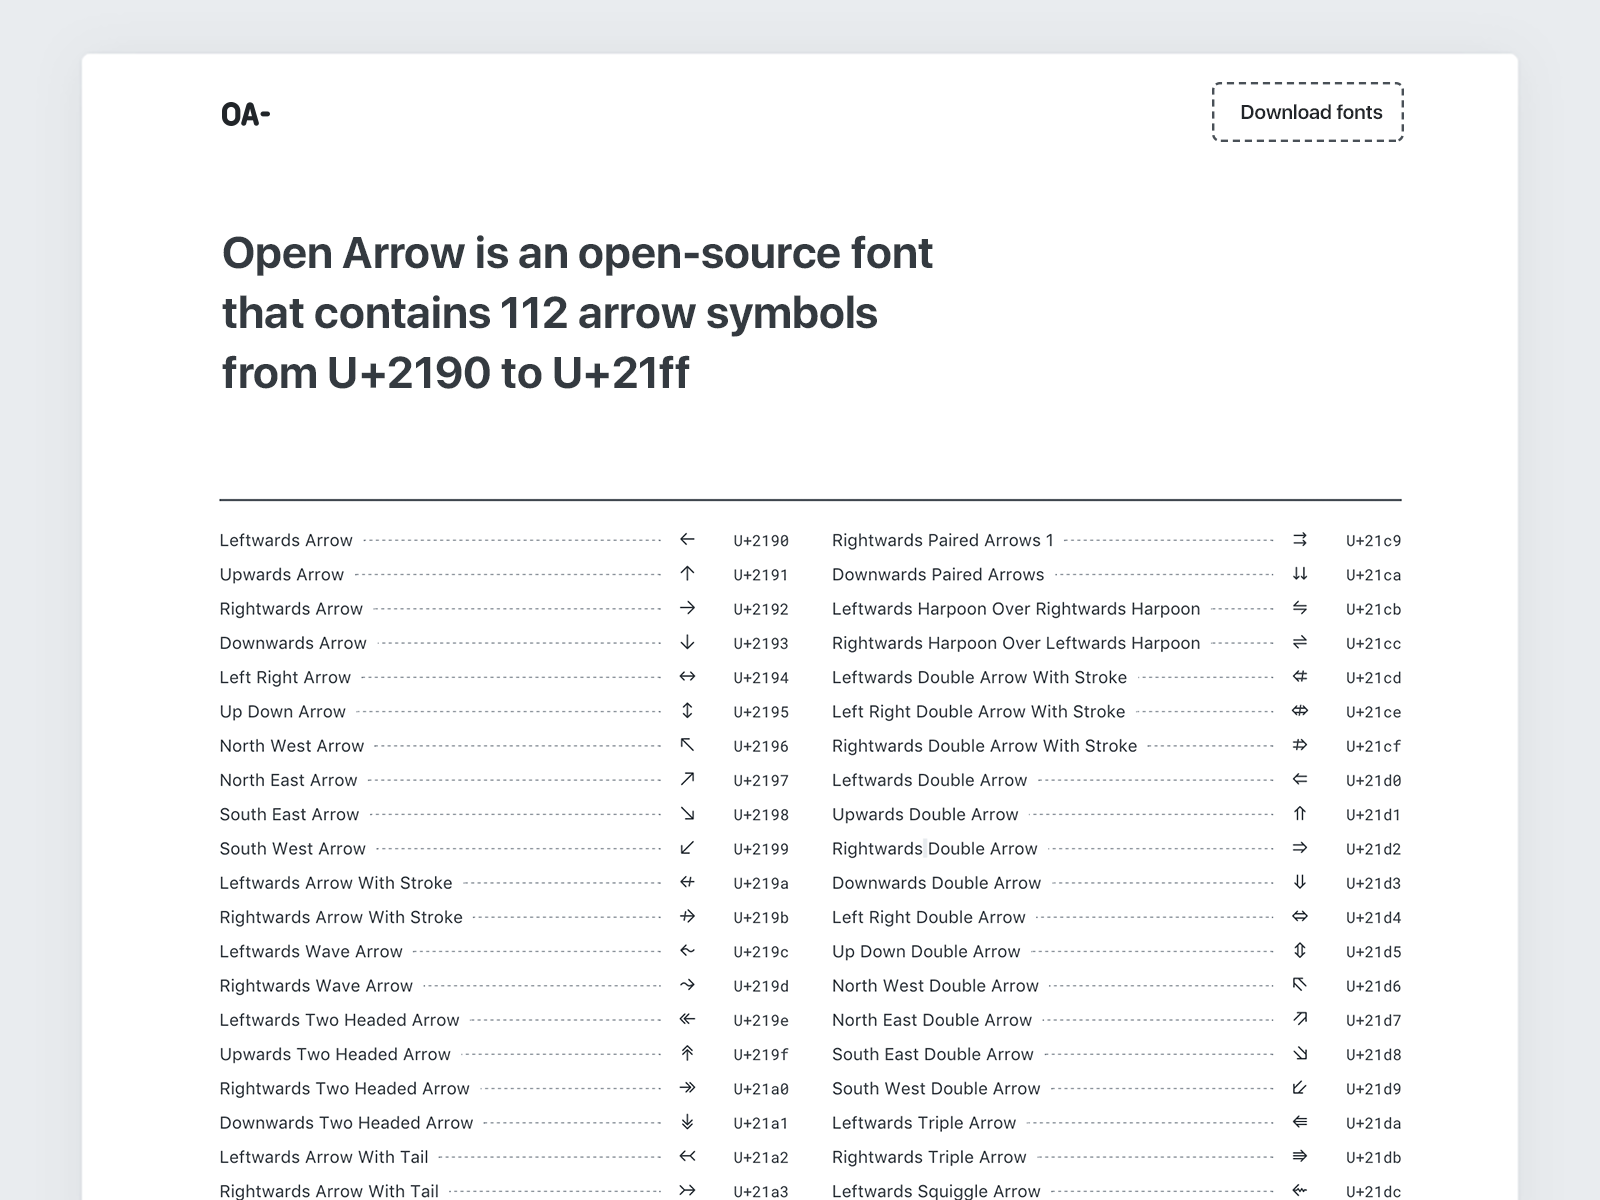 OA-
Download fonts
Open Arrow is an open-source font
that contains 112 arrow symbols
from U+2190 to U+21ff
Leftwards Arrow ← U+2190
Upwards Arrow ↑ U+2191
Rightwards Arrow → U+2192
Downwards Arrow ↓ U+2193
Left Right Arrow ↔ U+2194
Up Down Arrow ↕ U+2195
North West Arrow ↖ U+2196
North East Arrow ↗ U+2197
South East Arrow ↘ U+2198
South West Arrow ↙ U+2199
Leftwards Arrow With Stroke ↚ U+219a
Rightwards Arrow With Stroke ↛ U+219b
Leftwards Wave Arrow ↜ U+219c
Rightwards Wave Arrow ↝ U+219d
Leftwards Two Headed Arrow ↞ U+219e
Upwards Two Headed Arrow ↟ U+219f
Rightwards Two Headed Arrow ↠ U+21a0
Downwards Two Headed Arrow ↡ U+21a1
Leftwards Arrow With Tail ↢ U+21a2
Rightwards Arrow With Tail ↣ U+21a3
Rightwards Paired Arrows 1 ⇉ U+21c9
Downwards Paired Arrows ⇊ U+21ca
Leftwards Harpoon Over Rightwards Harpoon ⇋ U+21cb
Rightwards Harpoon Over Leftwards Harpoon ⇌ U+21cc
Leftwards Double Arrow With Stroke ⇍ U+21cd
Left Right Double Arrow With Stroke ⇎ U+21ce
Rightwards Double Arrow With Stroke ⇏ U+21cf
Leftwards Double Arrow ⇐ U+21d0
Upwards Double Arrow ⇑ U+21d1
Rightwards Double Arrow ⇒ U+21d2
Downwards Double Arrow ⇓ U+21d3
Left Right Double Arrow ⇔ U+21d4
Up Down Double Arrow ⇕ U+21d5
North West Double Arrow ⇖ U+21d6
North East Double Arrow ⇗ U+21d7
South East Double Arrow ⇘ U+21d8
South West Double Arrow ⇙ U+21d9
Leftwards Triple Arrow ⇚ U+21da
Rightwards Triple Arrow ⇛ U+21db
Leftwards Squiggle Arrow ⇜ U+21dc